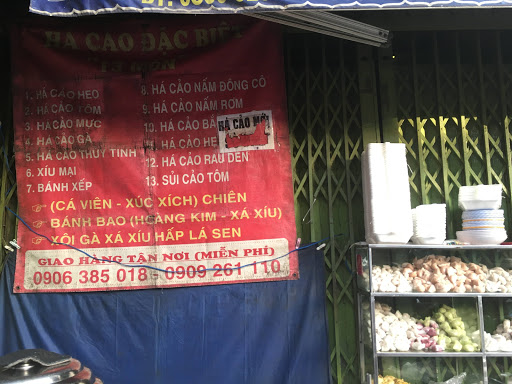 HÁ CẢO ĐẶC BIỆT
13 MÓN
1. HÁ CẢO HẸO
2. HÁ CẢO TÔM
3. HÁ CẢO MỰC
4. HÁ CẢO GÀ
5. HÁ CẢO THỦY TINH
6. XÍU MẠI
7. BÁNH XẾP
8. HÁ CẢO NẤM ĐÔNG CÔ
9. HÁ CẢO NẤM RƠM
10. HÁ CẢO
HÁ CẢO
HÁ CẢO HẸ
12. HÁ CẢO RAU DỀN
13. SỦI CẢO TÔM
(CÁ VIÊN - XÚC XÍCH) CHIÊN
BÁNH BAO (HOÀNG KIM - XÁ XÍU)
XÔI GÀ XÁ XÍU HẤP LÁ SEN
GIAO HÀNG TẬN NƠI (MIỄN PHÍ)
0906 385 018 - 0909 261 110